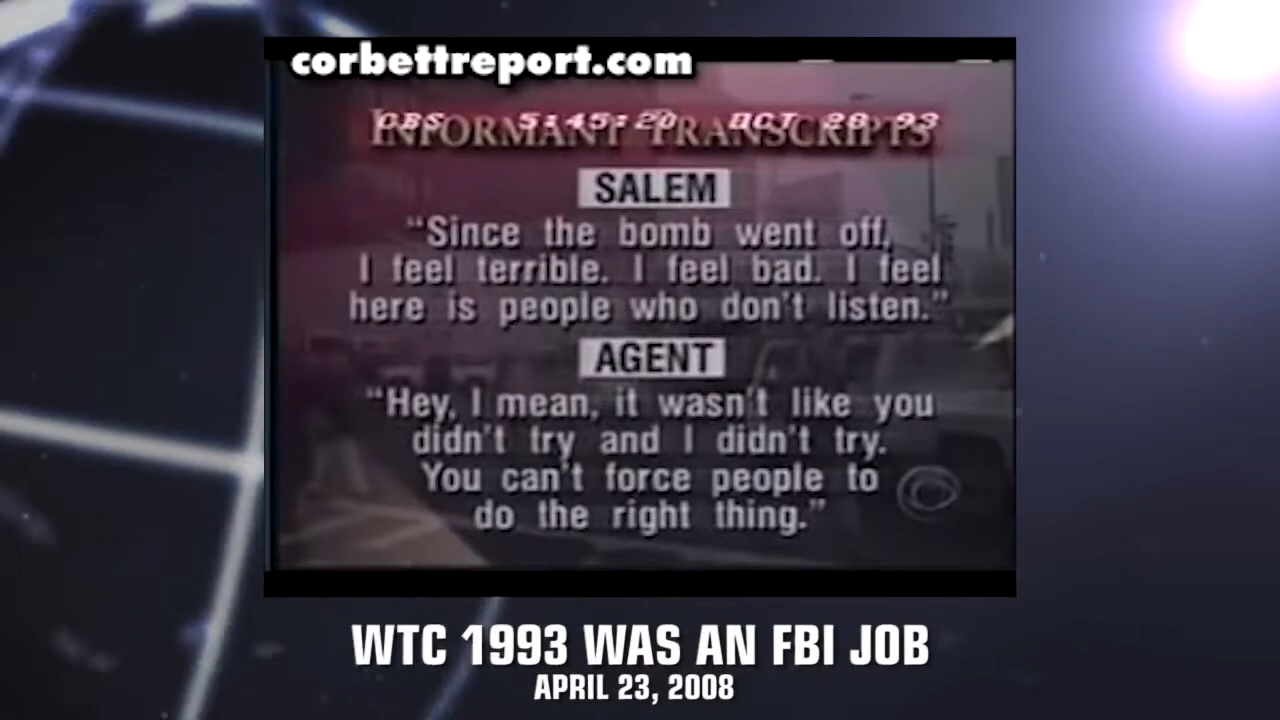 corbettreport.com
CBS 5:45:20 OCT 28 93
INFORMANT TRANSCRIPTS
SALEM
“Since the bomb went off,
I feel terrible. I feel bad. I feel
here is people who don't listen.”
AGENT
“Hey, I mean, it wasn't like you
didn't try and I didn't try.
You can't force people to
do the right thing.”
WTC 1993 WAS AN FBI JOB
APRIL 23, 2008